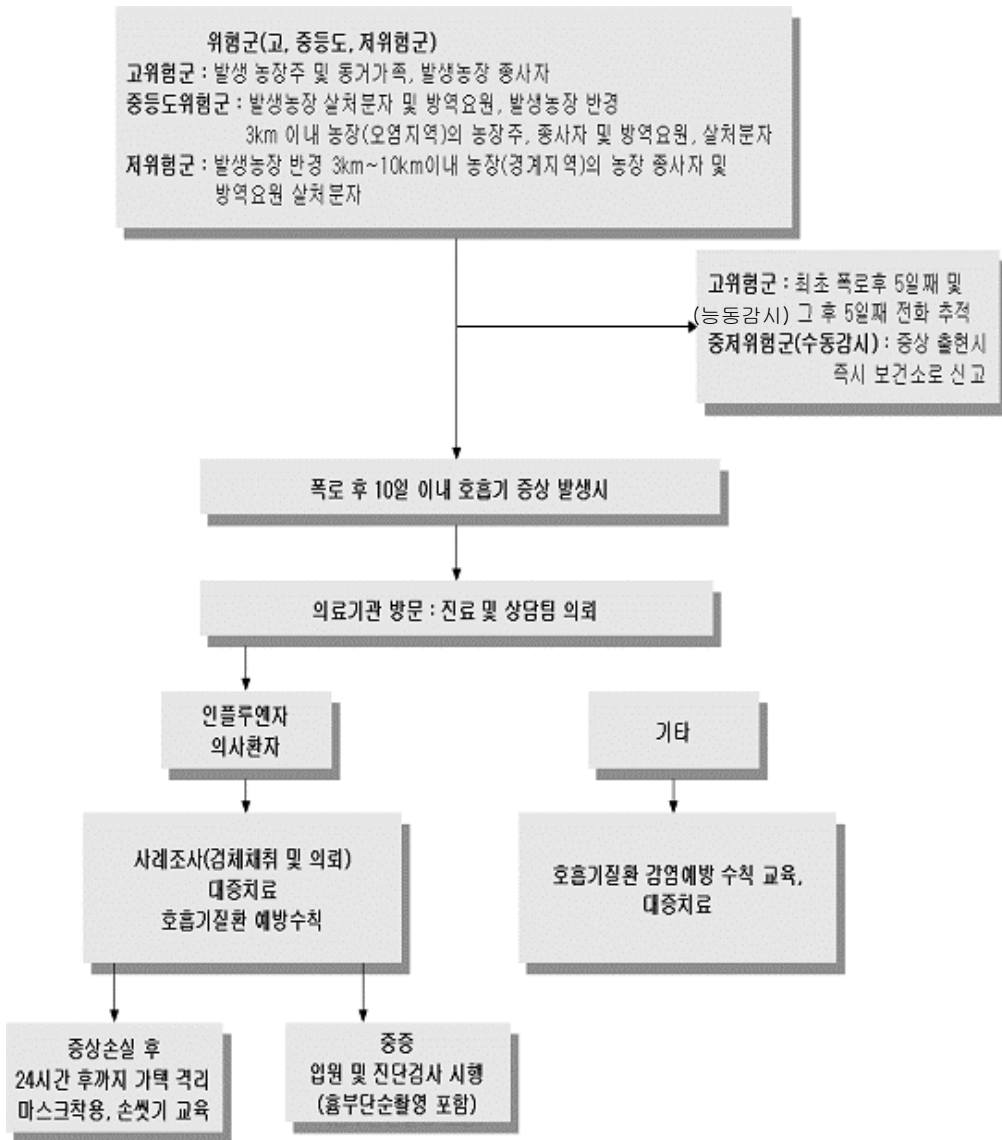 위험군(고, 중등도, 저위험군)
고위험군 : 발생 농장주 및 동거가족, 발생농장 종사자
중등도위험군 : 발생농장 살처분자 및 방역요원, 발생농장 반경
3km 이내 농장(오염지역)의 농장주, 종사자 및 방역요원, 살처분자
저위험군 : 발생농장 반경 3km~10km이내 농장(경계지역)의 농장 종사자 및
방역요원 살처분자
고위험군 : 최초 폭로후 5일째 및
(능동감시) 그 후 5일째 전화 추적
중저위험군(수동감시) : 증상 출현시
즉시 보건소로 신고
폭로 후 10일 이내 호흡기 증상 발생시
의료기관 방문 : 진료 및 상담팀 의뢰
인플루엔자
의사환자
기타
사례조사(검체채취 및 의뢰)
대증치료
호흡기질환 예방수칙
호흡기질환 감염예방 수칙 교육,
대증치료
증상손실 후
24시간 후까지 가택 격리
마스크착용, 손씻기 교육
중증
입원 및 진단검사 시행
(흉부단순촬영 포함)